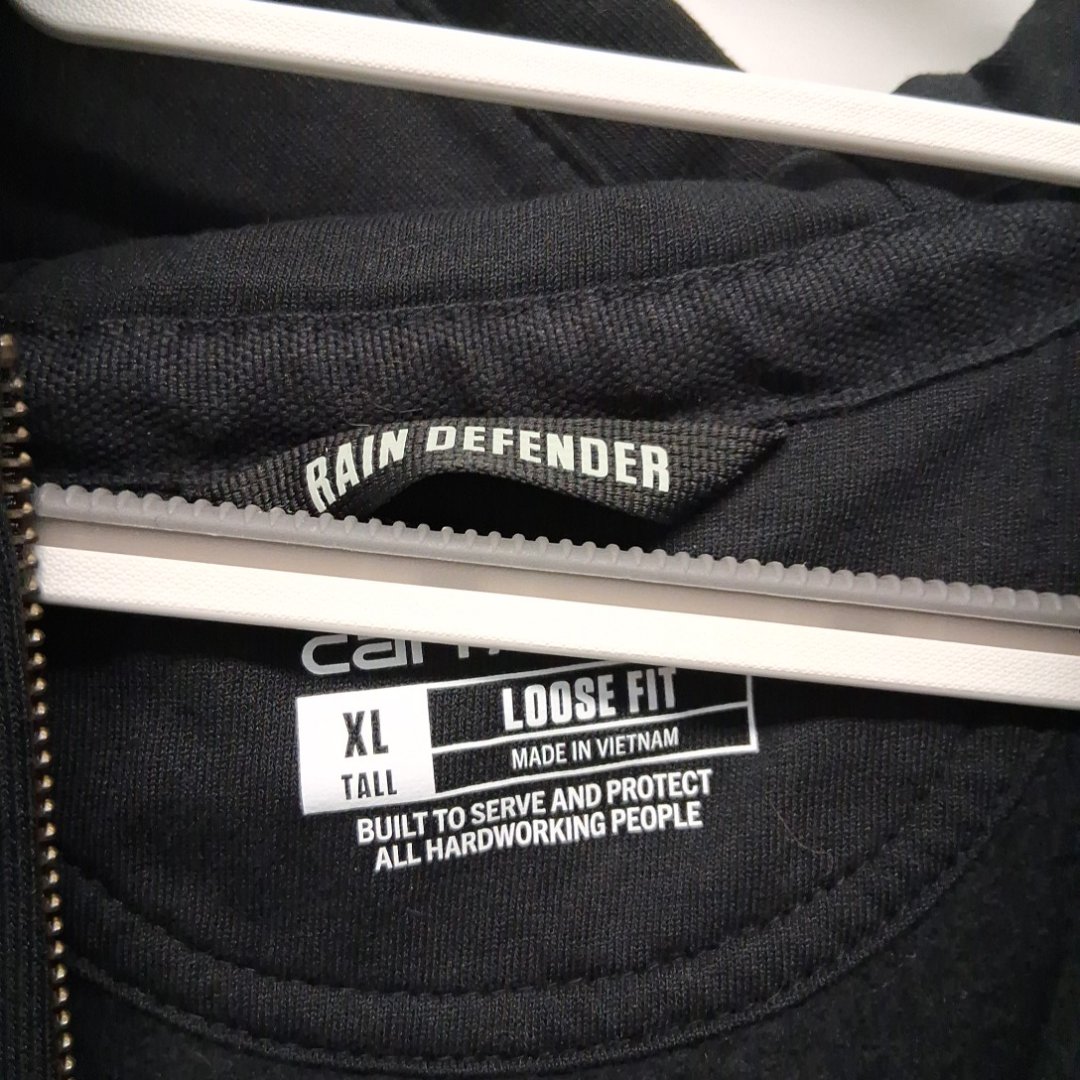 RAIN DEFENDER
XL
TALL
LOOSE FIT
MADE IN VIETNAM
BUILT TO SERVE AND PROTECT
ALL HARDWORKING PEOPLE